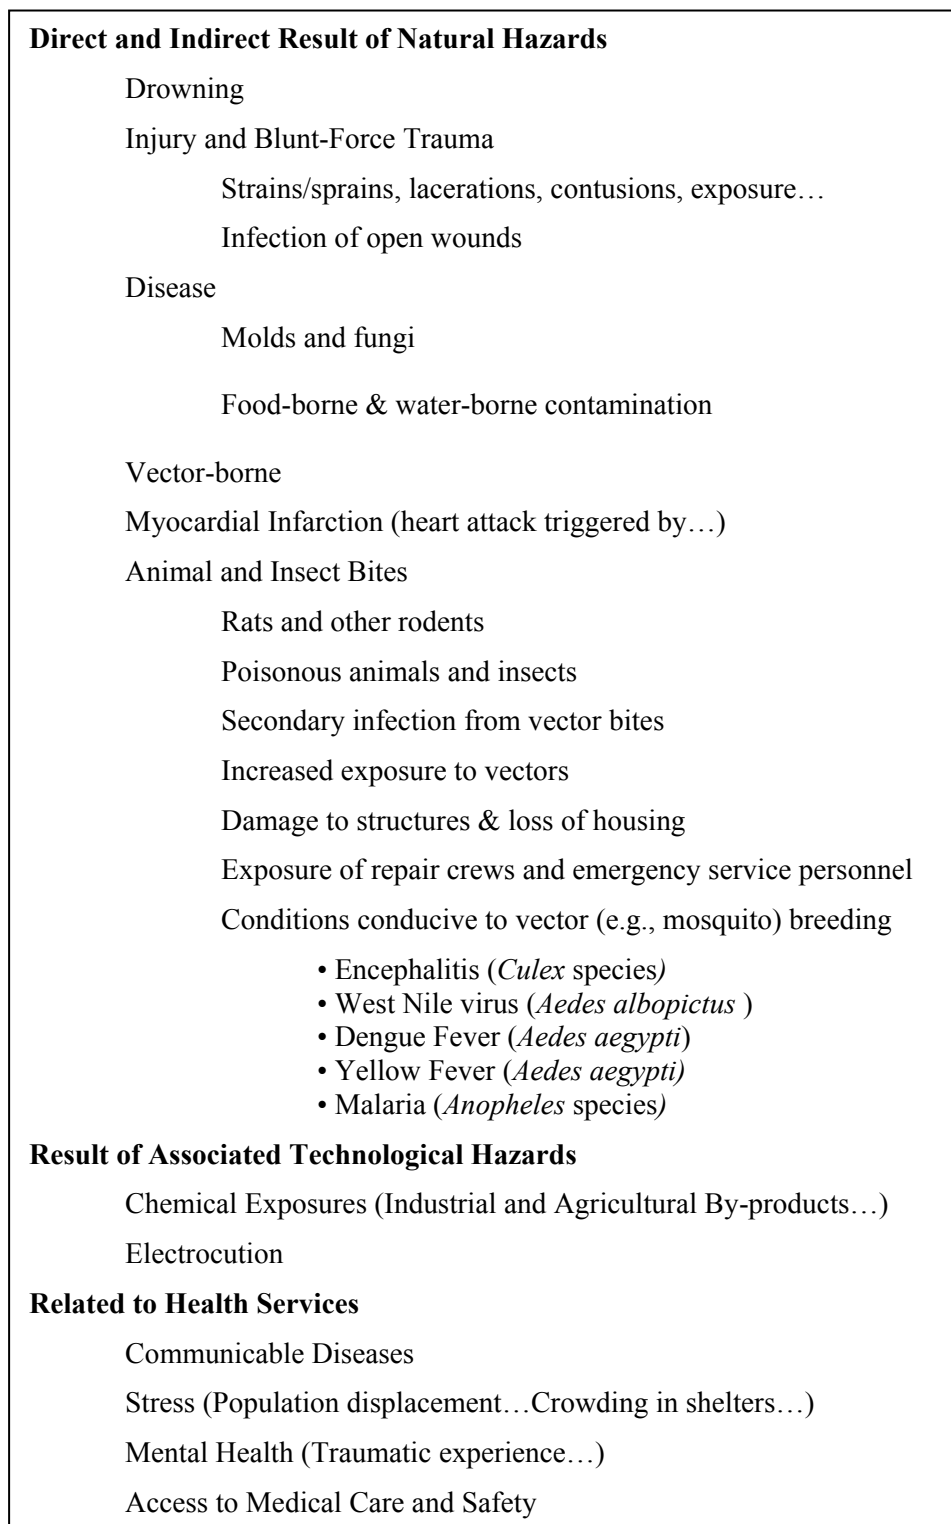 Direct and Indirect Result of Natural Hazards
Drowning
Injury and Blunt-Force Trauma
Strains/sprains, lacerations, contusions, exposure…
Infection of open wounds
Disease
Molds and fungi
Food-borne & water-borne contamination
Vector-borne
Myocardial Infarction (heart attack triggered by…)
Animal and Insect Bites
Rats and other rodents
Poisonous animals and insects
Secondary infection from vector bites
Increased exposure to vectors
Damage to structures & loss of housing
Exposure of repair crews and emergency service personnel
Conditions conducive to vector (e.g., mosquito) breeding
• Encephalitis (Culex species)
• West Nile virus (Aedes albopictus )
• Dengue Fever (Aedes aegypti)
• Yellow Fever (Aedes aegypti)
• Malaria (Anopheles species)
Result of Associated Technological Hazards
Chemical Exposures (Industrial and Agricultural By-products…)
Electrocution
Related to Health Services
Communicable Diseases
Stress (Population displacement…Crowding in shelters…)
Mental Health (Traumatic experience…)
Access to Medical Care and Safety